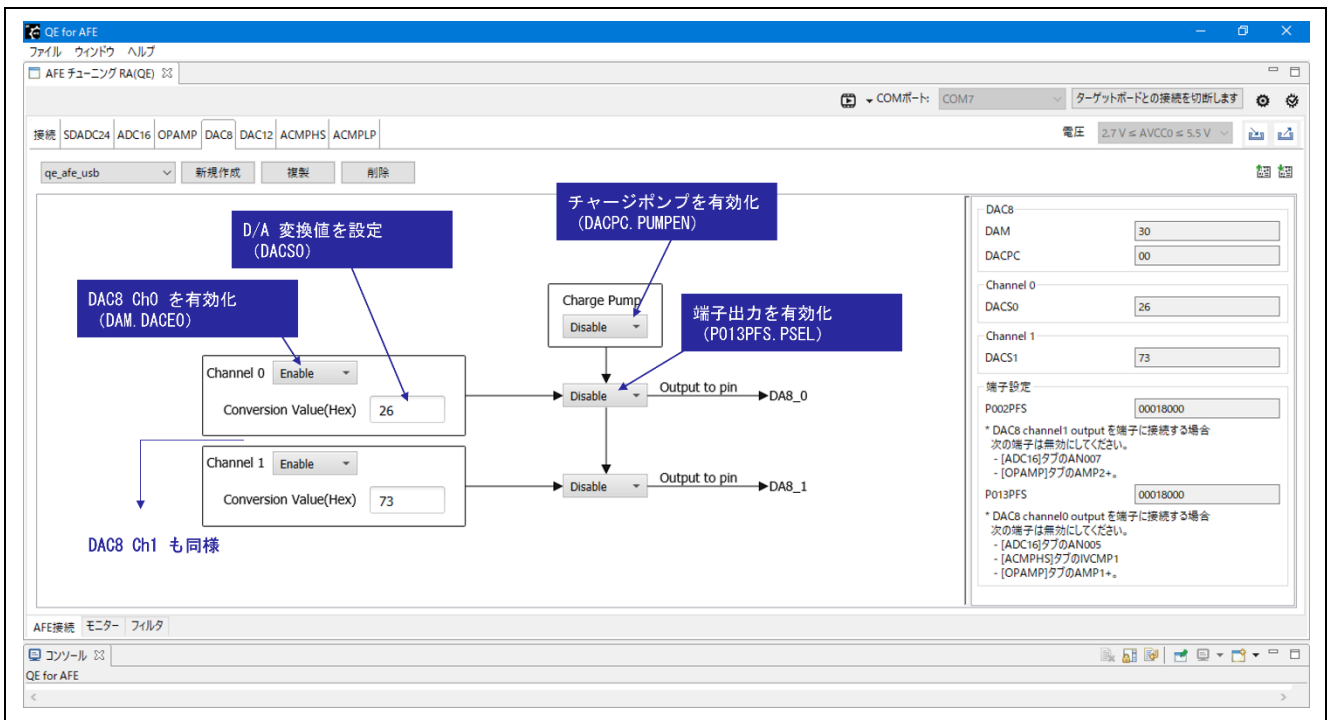 QE for AFE
ファイル ウィンドウ ヘルプ
AFE チューニング RA(QE)
COMポート: COM7 ターゲットボードとの接続を切断します
接続 SDADC24 ADC16 OPAMP DAC8 DAC12 ACMPHS ACMPLP
電圧 2.7 V ≤ AVCC0 ≤ 5.5 V
qe_afe_usb 新規作成 複製 削除
チャージポンプを有効化
(DACPC.PUMPEN)
D/A 変換値を設定
(DACS0)
DAC8 Ch0 を有効化
(DAM.DACE0)
端子出力を有効化
(P013PFS.PSEL)
Charge Pump
Disable
Channel 0 Enable
Conversion Value(Hex) 26
Disable Output to pin DA8_0
Channel 1 Enable
Conversion Value(Hex) 73
Disable Output to pin DA8_1
DAC8 Ch1 も同様
DAC8
DAM 30
DACPC 00
Channel 0
DACS0 26
Channel 1
DACS1 73
端子設定
P002PFS 00018000
* DAC8 channel1 output を端子に接続する場合
次の端子は無効にしてください。
- [ADC16]タブのAN007
- [OPAMP]タブのAMP2+。
P013PFS 00018000
* DAC8 channel0 output を端子に接続する場合
次の端子は無効にしてください。
- [ADC16]タブのAN005
- [ACMPHS]タブのIVCMP1
- [OPAMP]タブのAMP1+。
AFE接続 モニター フィルタ
コンソール
QE for AFE